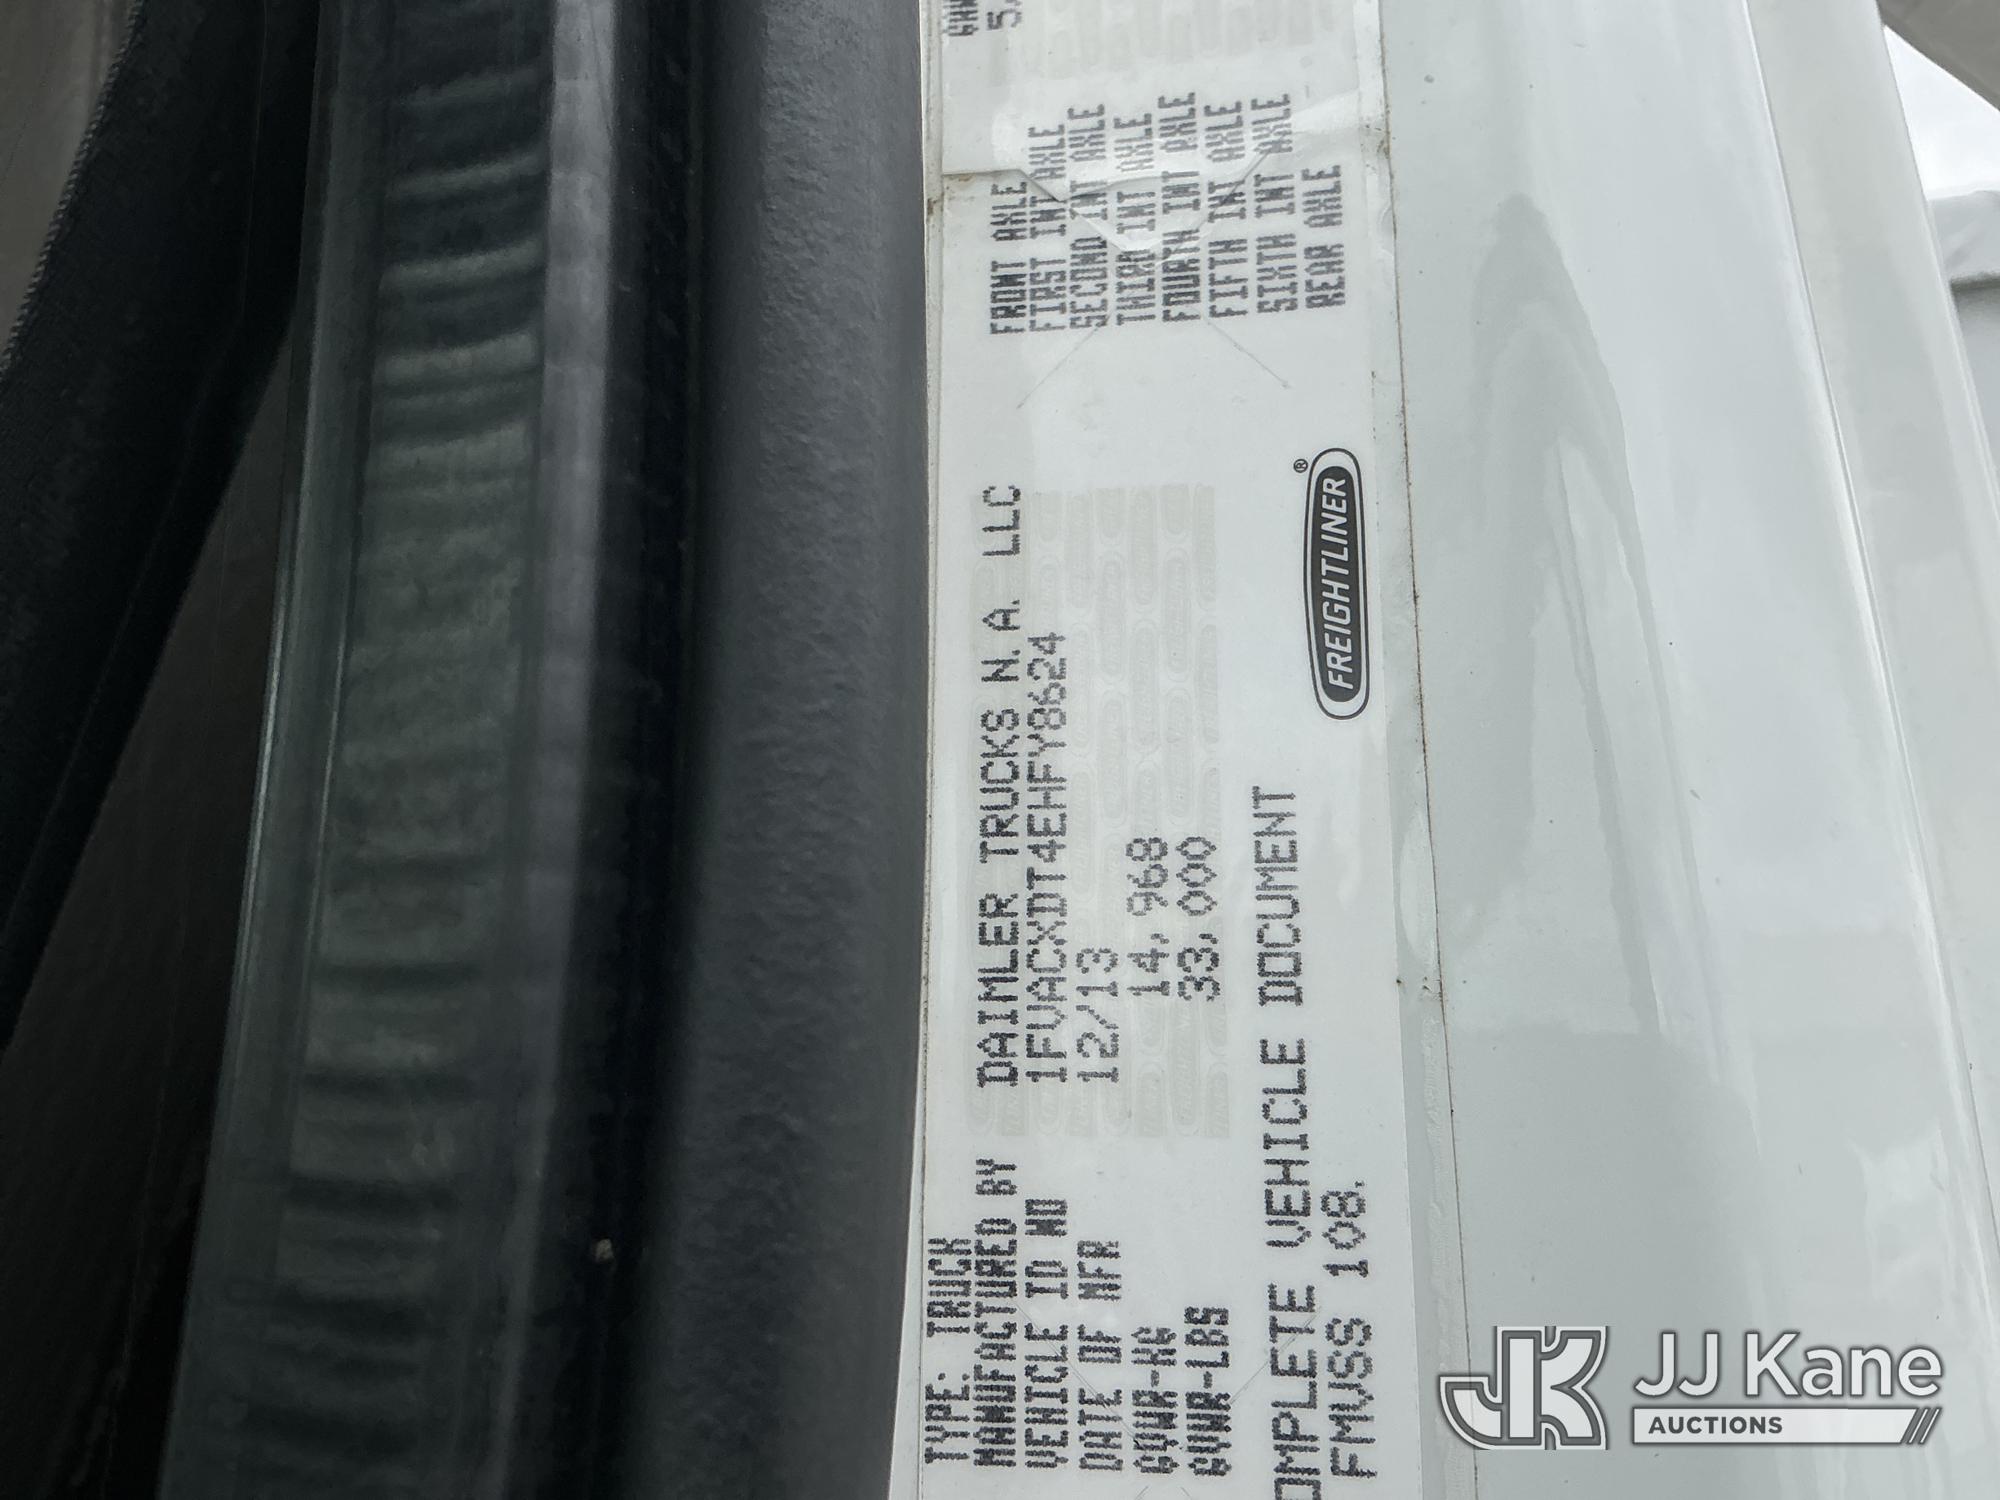 TYPE: TRUCK
MANUFACTURED BY DAIMLER TRUCKS N.A. LLC
VEHICLE ID NO 1FVACXDT4EHFY8624
DATE OF MFR 12/13
GVWR-KG 14,968
GVWR-LBS 33,000
OMPLETE VEHICLE DOCUMENT
FMVSS 108.
FREIGHTLINER®
FRONT AXLE
FIRST INT AXLE
SECOND INT AXLE
THIRD INT AXLE
FOURTH INT AXLE
FIFTH INT AXLE
SIXTH INT AXLE
REAR AXLE
JK JJ Kane
AUCTIONS